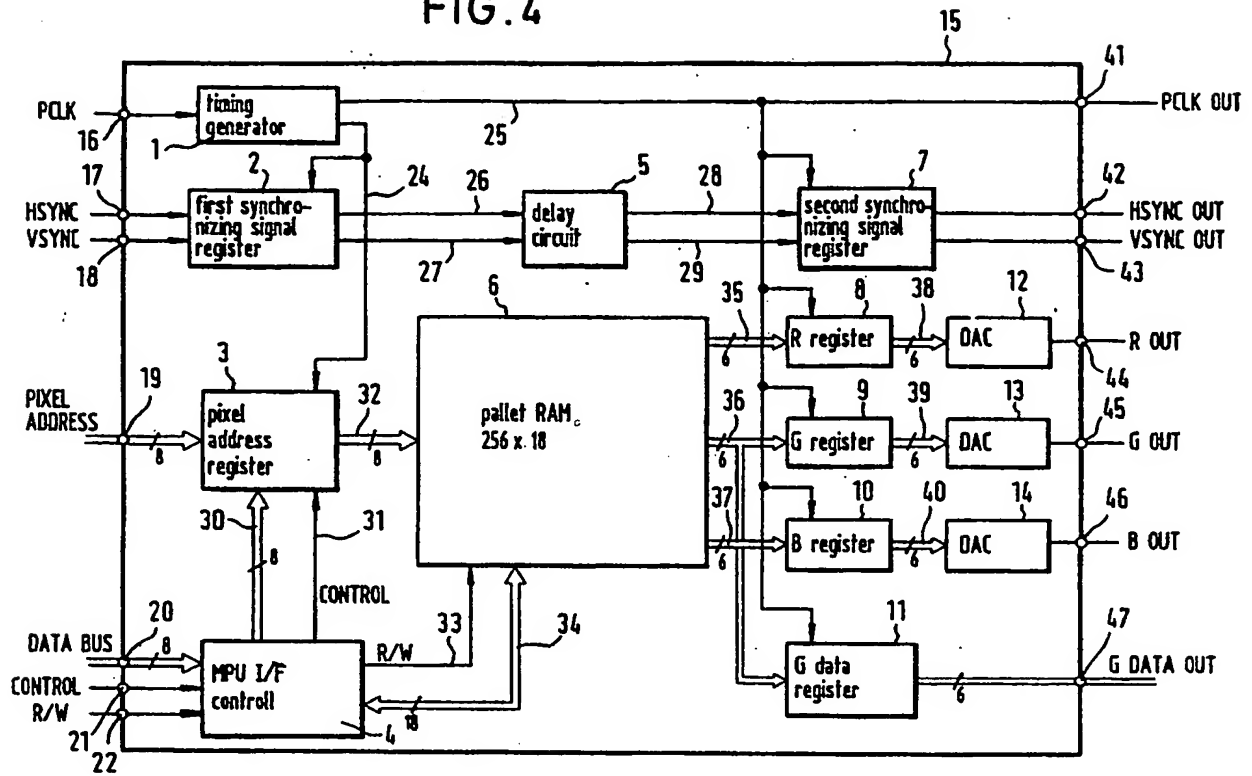 FIG.4
15
41
PCLK
16
timing
generator
1
25
PCLK OUT
17
2
24
26
5
28
7
42
HSYNC
VSYNC
18
first synchro-
nizing signal
register
27
delay
circuit
29
second synchro-
nizing signal
register
HSYNC OUT
VSYNC OUT
43
6
35
8
38
12
R register
6
6
DAC
R OUT
44
PIXEL
ADDRESS
19
8
3
pixel
address
register
32
8
pallet RAM
256 x 18
36
6
9
G register
39
6
13
DAC
45
G OUT
30
8
31
37
6
10
B register
40
6
14
DAC
46
B OUT
CONTROL
DATA BUS
20
8
CONTROL
R/W
21
22
MPU I/F
controll
4
R/W
33
34
18
11
G data
register
6
47
G DATA OUT